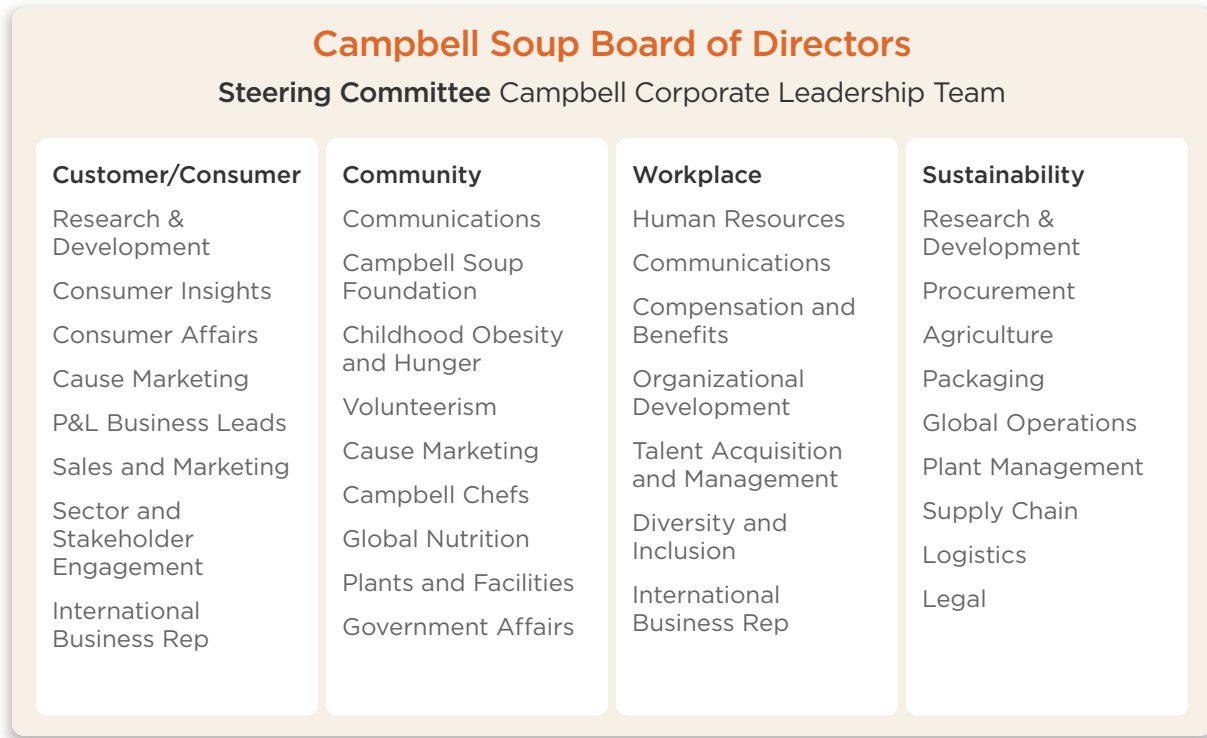 Campbell Soup Board of Directors
Steering Committee Campbell Corporate Leadership Team
Customer/Consumer
Research &
Development
Consumer Insights
Consumer Affairs
Cause Marketing
P&L Business Leads
Sales and Marketing
Sector and
Stakeholder
Engagement
International
Business Rep
Community
Communications
Campbell Soup
Foundation
Childhood Obesity
and Hunger
Volunteerism
Cause Marketing
Campbell Chefs
Global Nutrition
Plants and Facilities
Government Affairs
Workplace
Human Resources
Communications
Compensation and
Benefits
Organizational
Development
Talent Acquisition
and Management
Diversity and
Inclusion
International
Business Rep
Sustainability
Research &
Development
Procurement
Agriculture
Packaging
Global Operations
Plant Management
Supply Chain
Logistics
Legal